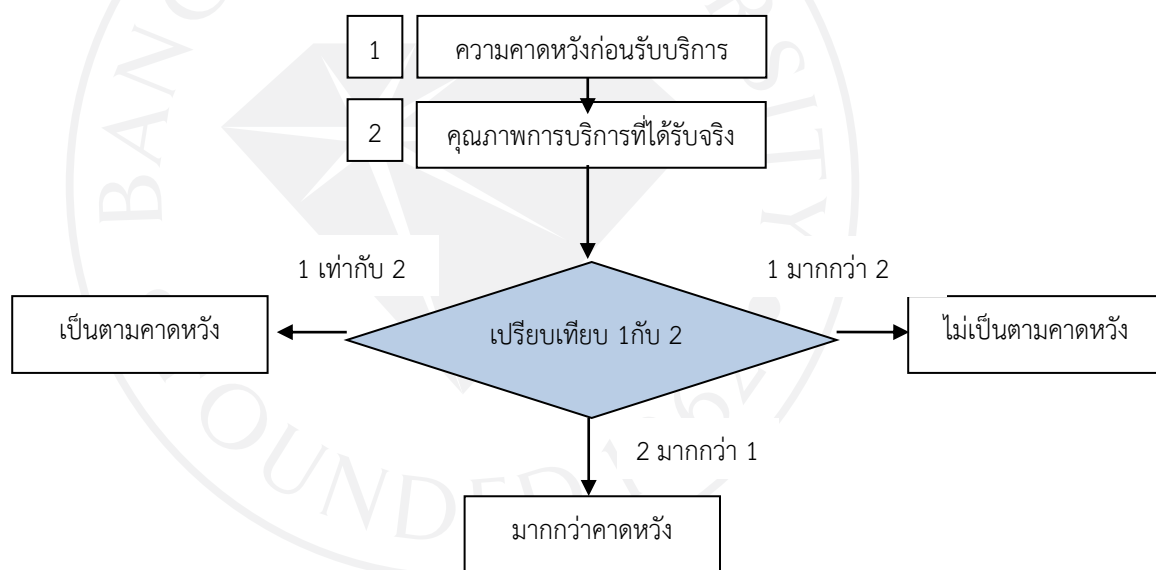 1 ความคาดหวังก่อนรับบริการ
2 คุณภาพการบริการที่ได้รับจริง
1 เท่ากับ 2
1 มากกว่า 2
เป็นตามคาดหวัง
เปรียบเทียบ 1กับ 2
ไม่เป็นตามคาดหวัง
2 มากกว่า 1
มากกว่าคาดหวัง